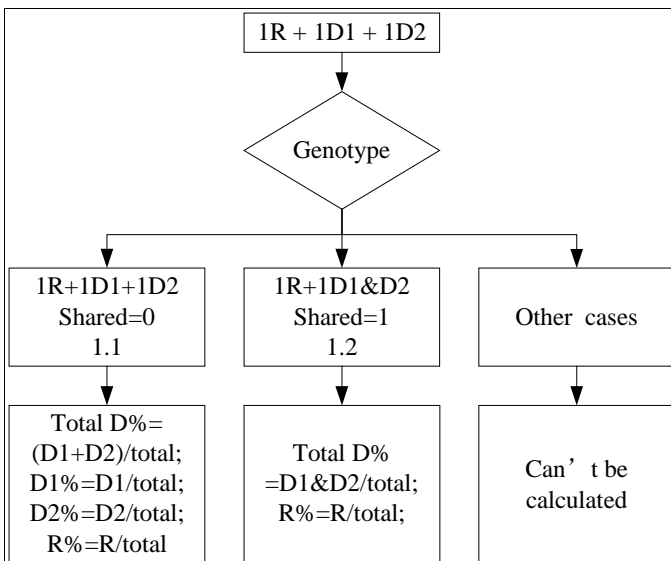 1R + 1D1 + 1D2
Genotype
1R+1D1+1D2
Shared=0
1.1
1R+1D1&D2
Shared=1
1.2
Other cases
Total D%=
(D1+D2)/total;
D1%=D1/total;
D2%=D2/total;
R%=R/total
Total D%
=D1&D2/total;
R%=R/total;
Can’t be
calculated